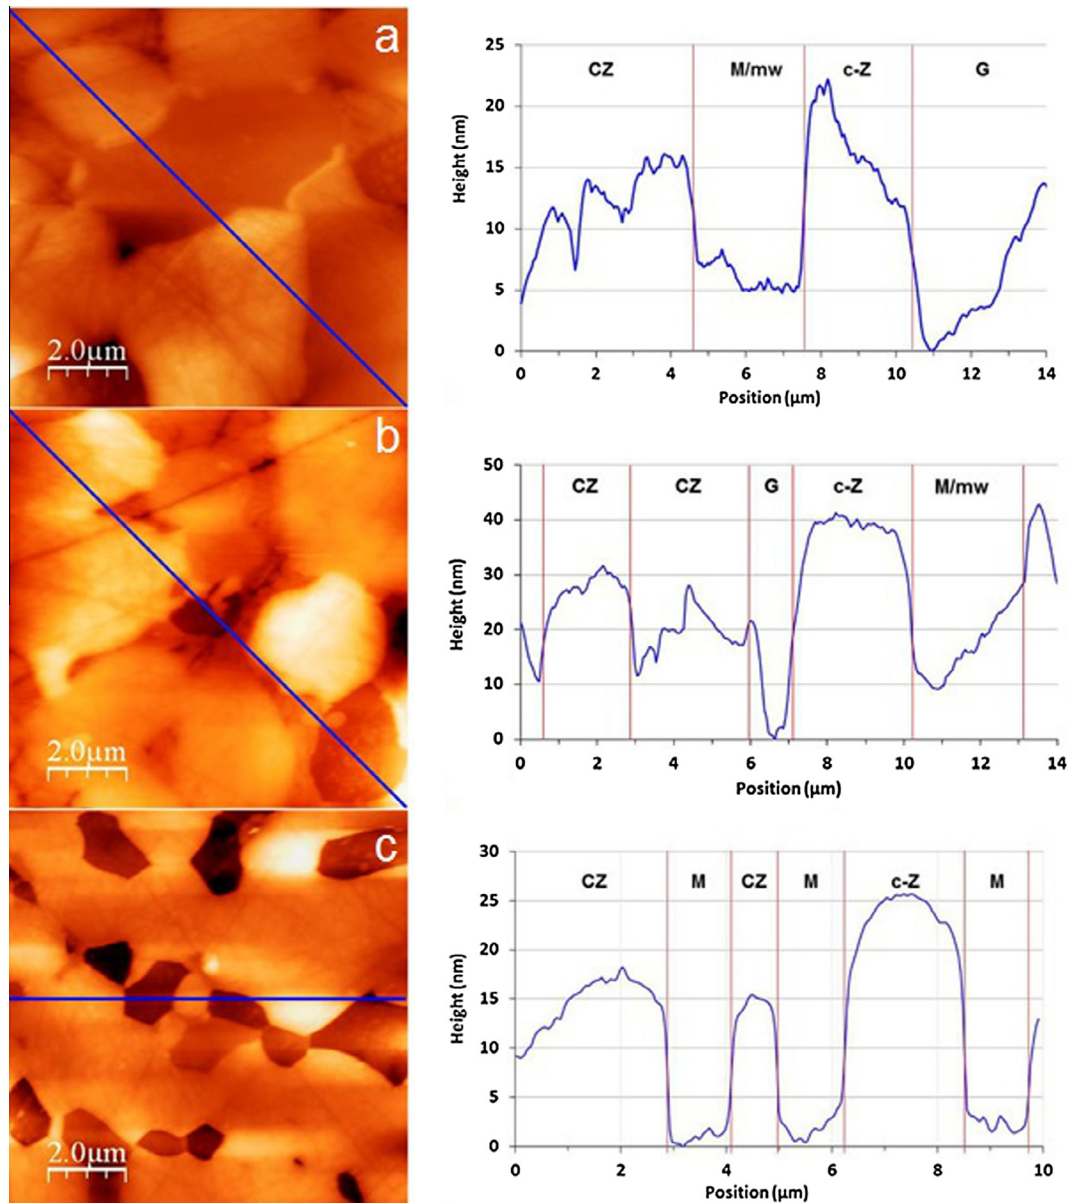 a
2.0µm
25
20
15
10
5
0
Height (nm)
CZ M/mw c-Z G
0 2 4 6 8 10 12 14
Position (µm)
b
2.0µm
50
40
30
20
10
0
Height (nm)
CZ CZ G c-Z M/mw
0 2 4 6 8 10 12 14
Position (µm)
c
2.0µm
30
25
20
15
10
5
0
Height (nm)
CZ M CZ M c-Z M
0 2 4 6 8 10
Position (µm)